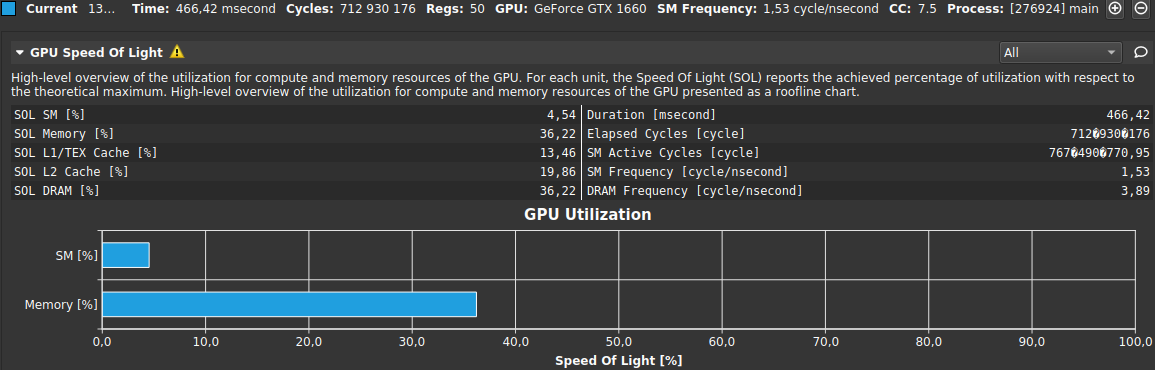 Current 13... Time: 466,42 msecond Cycles: 712 930 176 Regs: 50 GPU: GeForce GTX 1660 SM Frequency: 1,53 cycle/nsecond CC: 7.5 Process: [276924] main
GPU Speed Of Light All
High-level overview of the utilization for compute and memory resources of the GPU. For each unit, the Speed Of Light (SOL) reports the achieved percentage of utilization with respect to
the theoretical maximum. High-level overview of the utilization for compute and memory resources of the GPU presented as a roofline chart.
SOL SM [%] 4,54 Duration [msecond] 466,42
SOL Memory [%] 36,22 Elapsed Cycles [cycle] 712�930�176
SOL L1/TEX Cache [%] 13,46 SM Active Cycles [cycle] 767�490�770,95
SOL L2 Cache [%] 19,86 SM Frequency [cycle/nsecond] 1,53
SOL DRAM [%] 36,22 DRAM Frequency [cycle/nsecond] 3,89
GPU Utilization
SM [%]
Memory [%]
0,0 10,0 20,0 30,0 40,0 50,0 60,0 70,0 80,0 90,0 100,0
Speed Of Light [%]